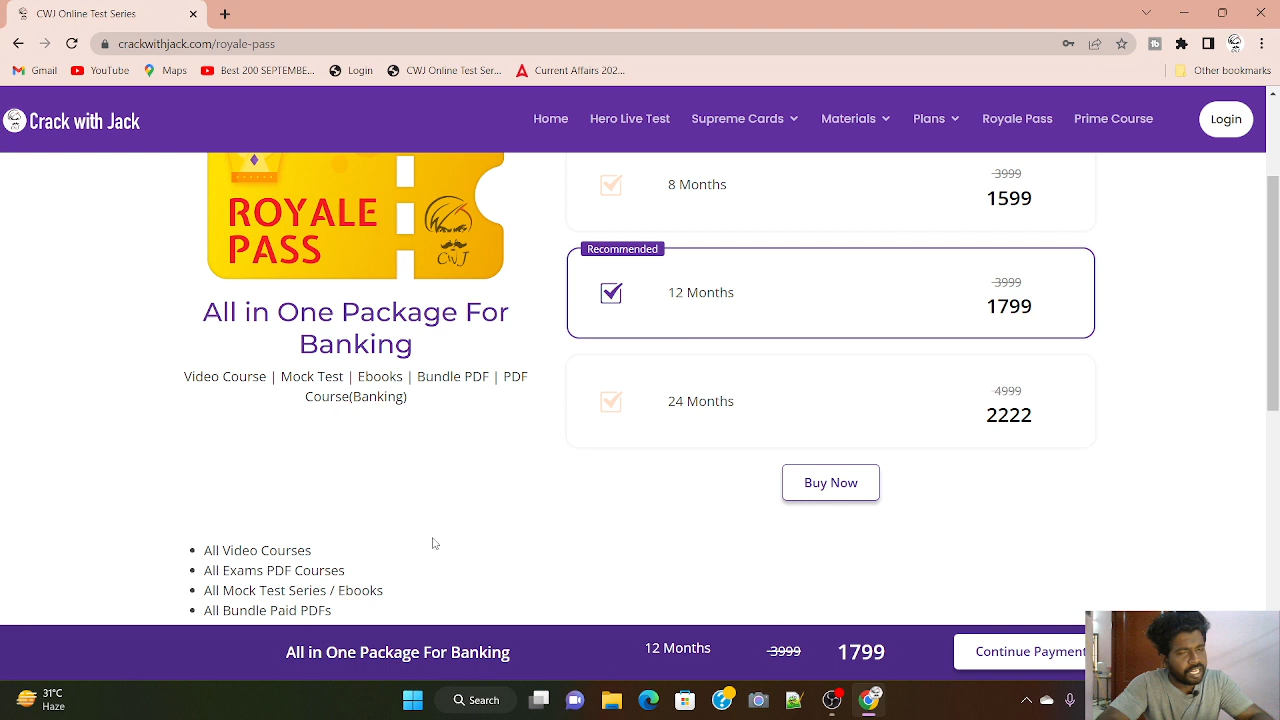 CWJ Online Test Series
crackwithjack.com/royale-pass
Gmail YouTube Maps Best 200 SEPTEMBE... Login CWJ Online Test Ser... Current Affairs 202... Other bookmarks
Crack with Jack
Home Hero Live Test Supreme Cards Materials Plans Royale Pass Prime Course Login
ROYALE
PASS
CWJ
All in One Package For
Banking
Video Course | Mock Test | Ebooks | Bundle PDF | PDF
Course(Banking)
8 Months 3999
1599
Recommended
12 Months 3999
1799
24 Months 4999
2222
Buy Now
All Video Courses
All Exams PDF Courses
All Mock Test Series / Ebooks
All Bundle Paid PDFs
All in One Package For Banking 12 Months 3999 1799 Continue Payment
31°C
Haze
Search